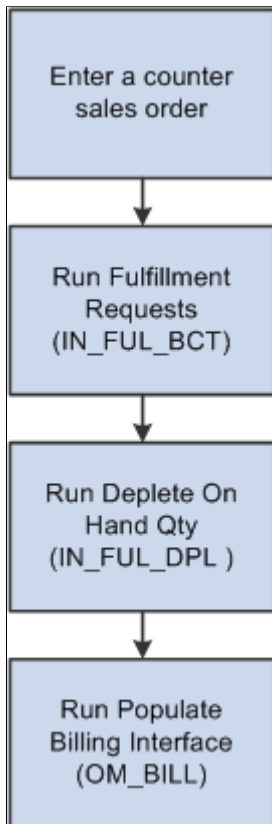 Enter a counter
sales order
Run Fulfillment
Requests
(IN_FUL_BCT)
Run Deplete On
Hand Qty
(IN_FUL_DPL )
Run Populate
Billing Interface
(OM_BILL)